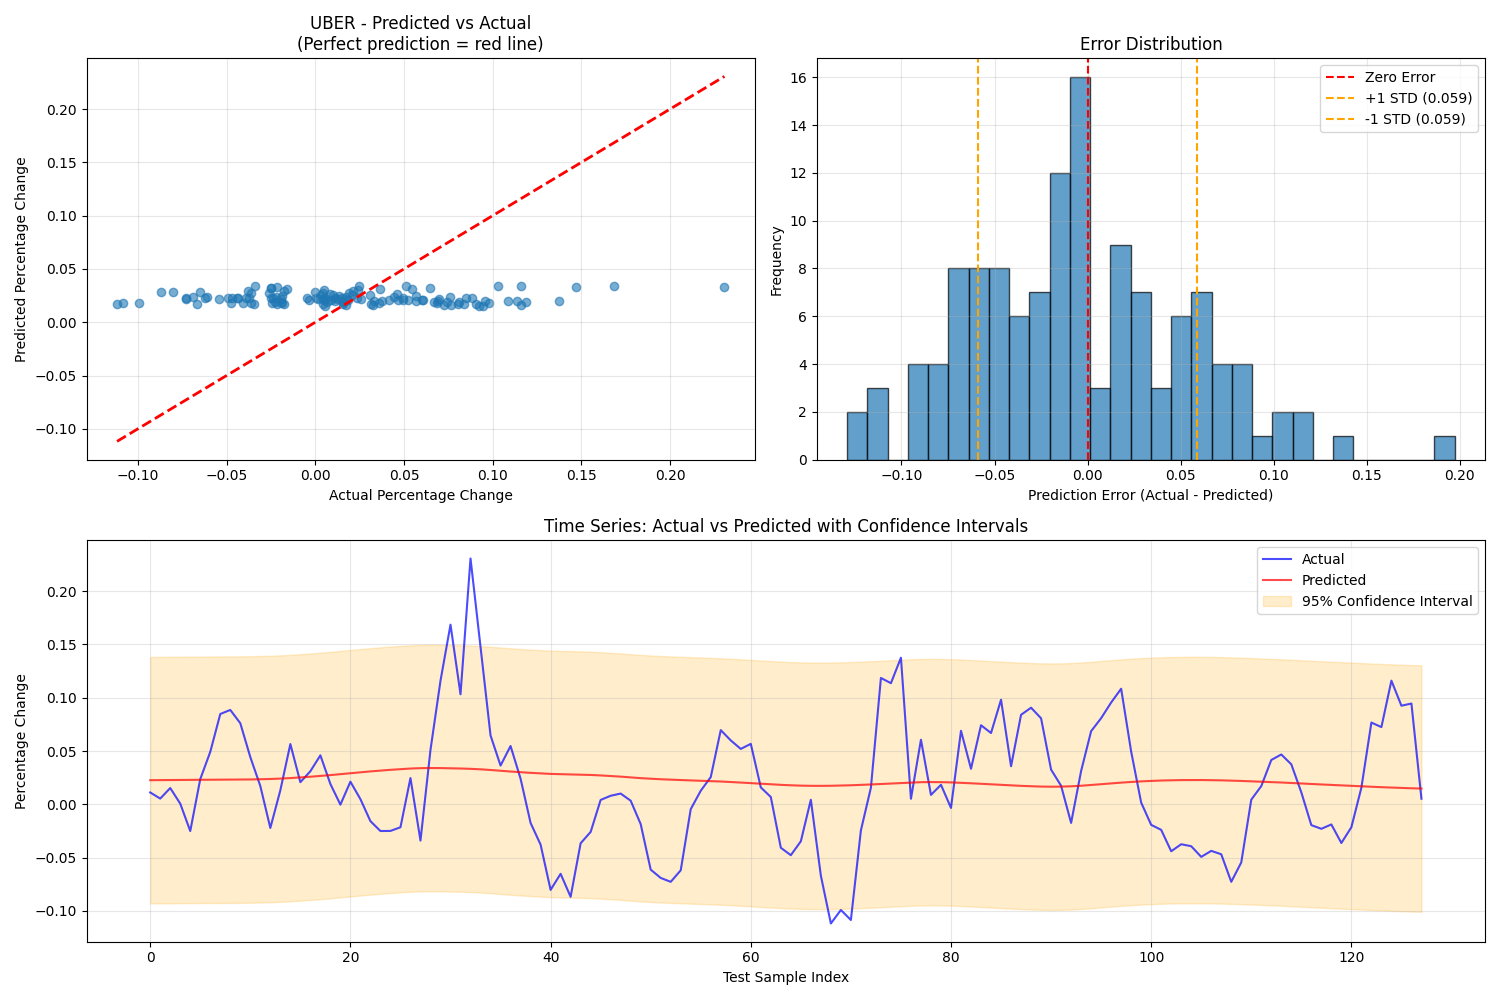 UBER - Predicted vs Actual
(Perfect prediction = red line)
Predicted Percentage Change
0.20
0.15
0.10
0.05
0.00
−0.05
−0.10
−0.10
−0.05
0.00
0.05
0.10
0.15
0.20
Actual Percentage Change
Error Distribution
Zero Error
+1 STD (0.059)
-1 STD (0.059)
Frequency
16
14
12
10
8
6
4
2
0
−0.10
−0.05
0.00
0.05
0.10
0.15
0.20
Prediction Error (Actual - Predicted)
Time Series: Actual vs Predicted with Confidence Intervals
Actual
Predicted
95% Confidence Interval
Percentage Change
0.20
0.15
0.10
0.05
0.00
−0.05
−0.10
0
20
40
60
80
100
120
Test Sample Index